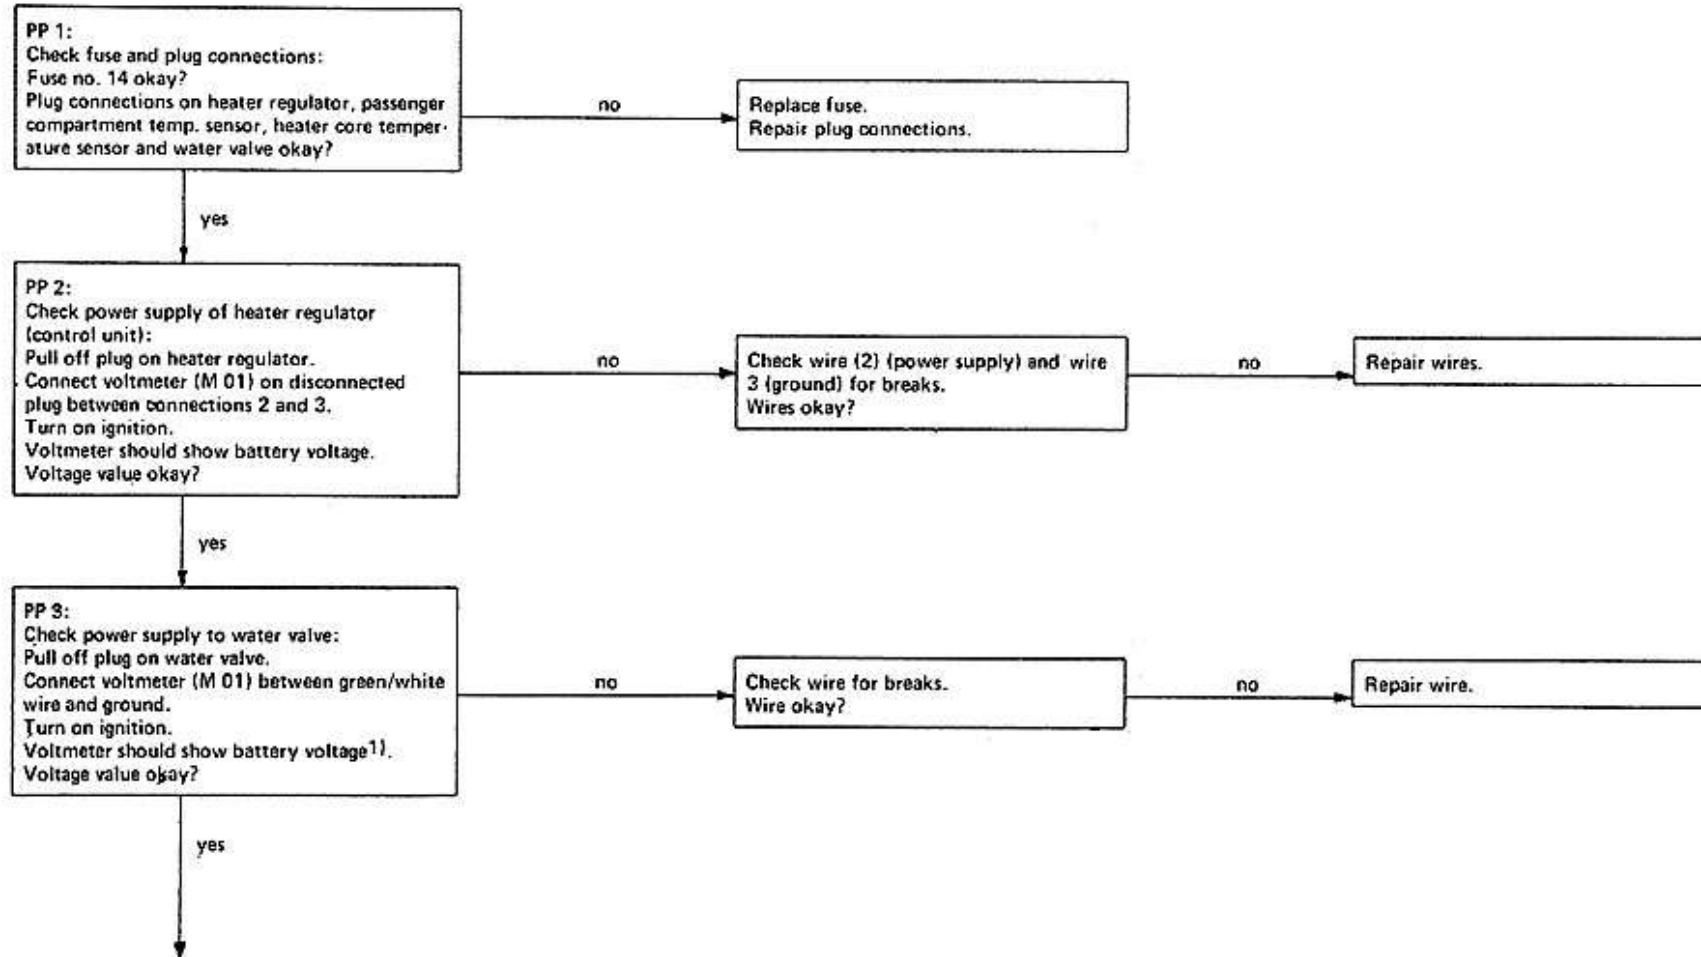 PP 1:
Check fuse and plug connections:
Fuse no. 14 okay?
Plug connections on heater regulator, passenger
compartment temp. sensor, heater core temper-
ature sensor and water valve okay?
no
Replace fuse.
Repair plug connections.
yes
PP 2:
Check power supply of heater regulator
(control unit):
Pull off plug on heater regulator.
Connect voltmeter (M 01) on disconnected
plug between connections 2 and 3.
Turn on ignition.
Voltmeter should show battery voltage.
Voltage value okay?
no
Check wire (2) (power supply) and wire
3 (ground) for breaks.
Wires okay?
no
Repair wires.
yes
PP 3:
Check power supply to water valve:
Pull off plug on water valve.
Connect voltmeter (M 01) between green/white
wire and ground.
Turn on ignition.
Voltmeter should show battery voltage1).
Voltage value okay?
no
Check wire for breaks.
Wire okay?
no
Repair wire.
yes